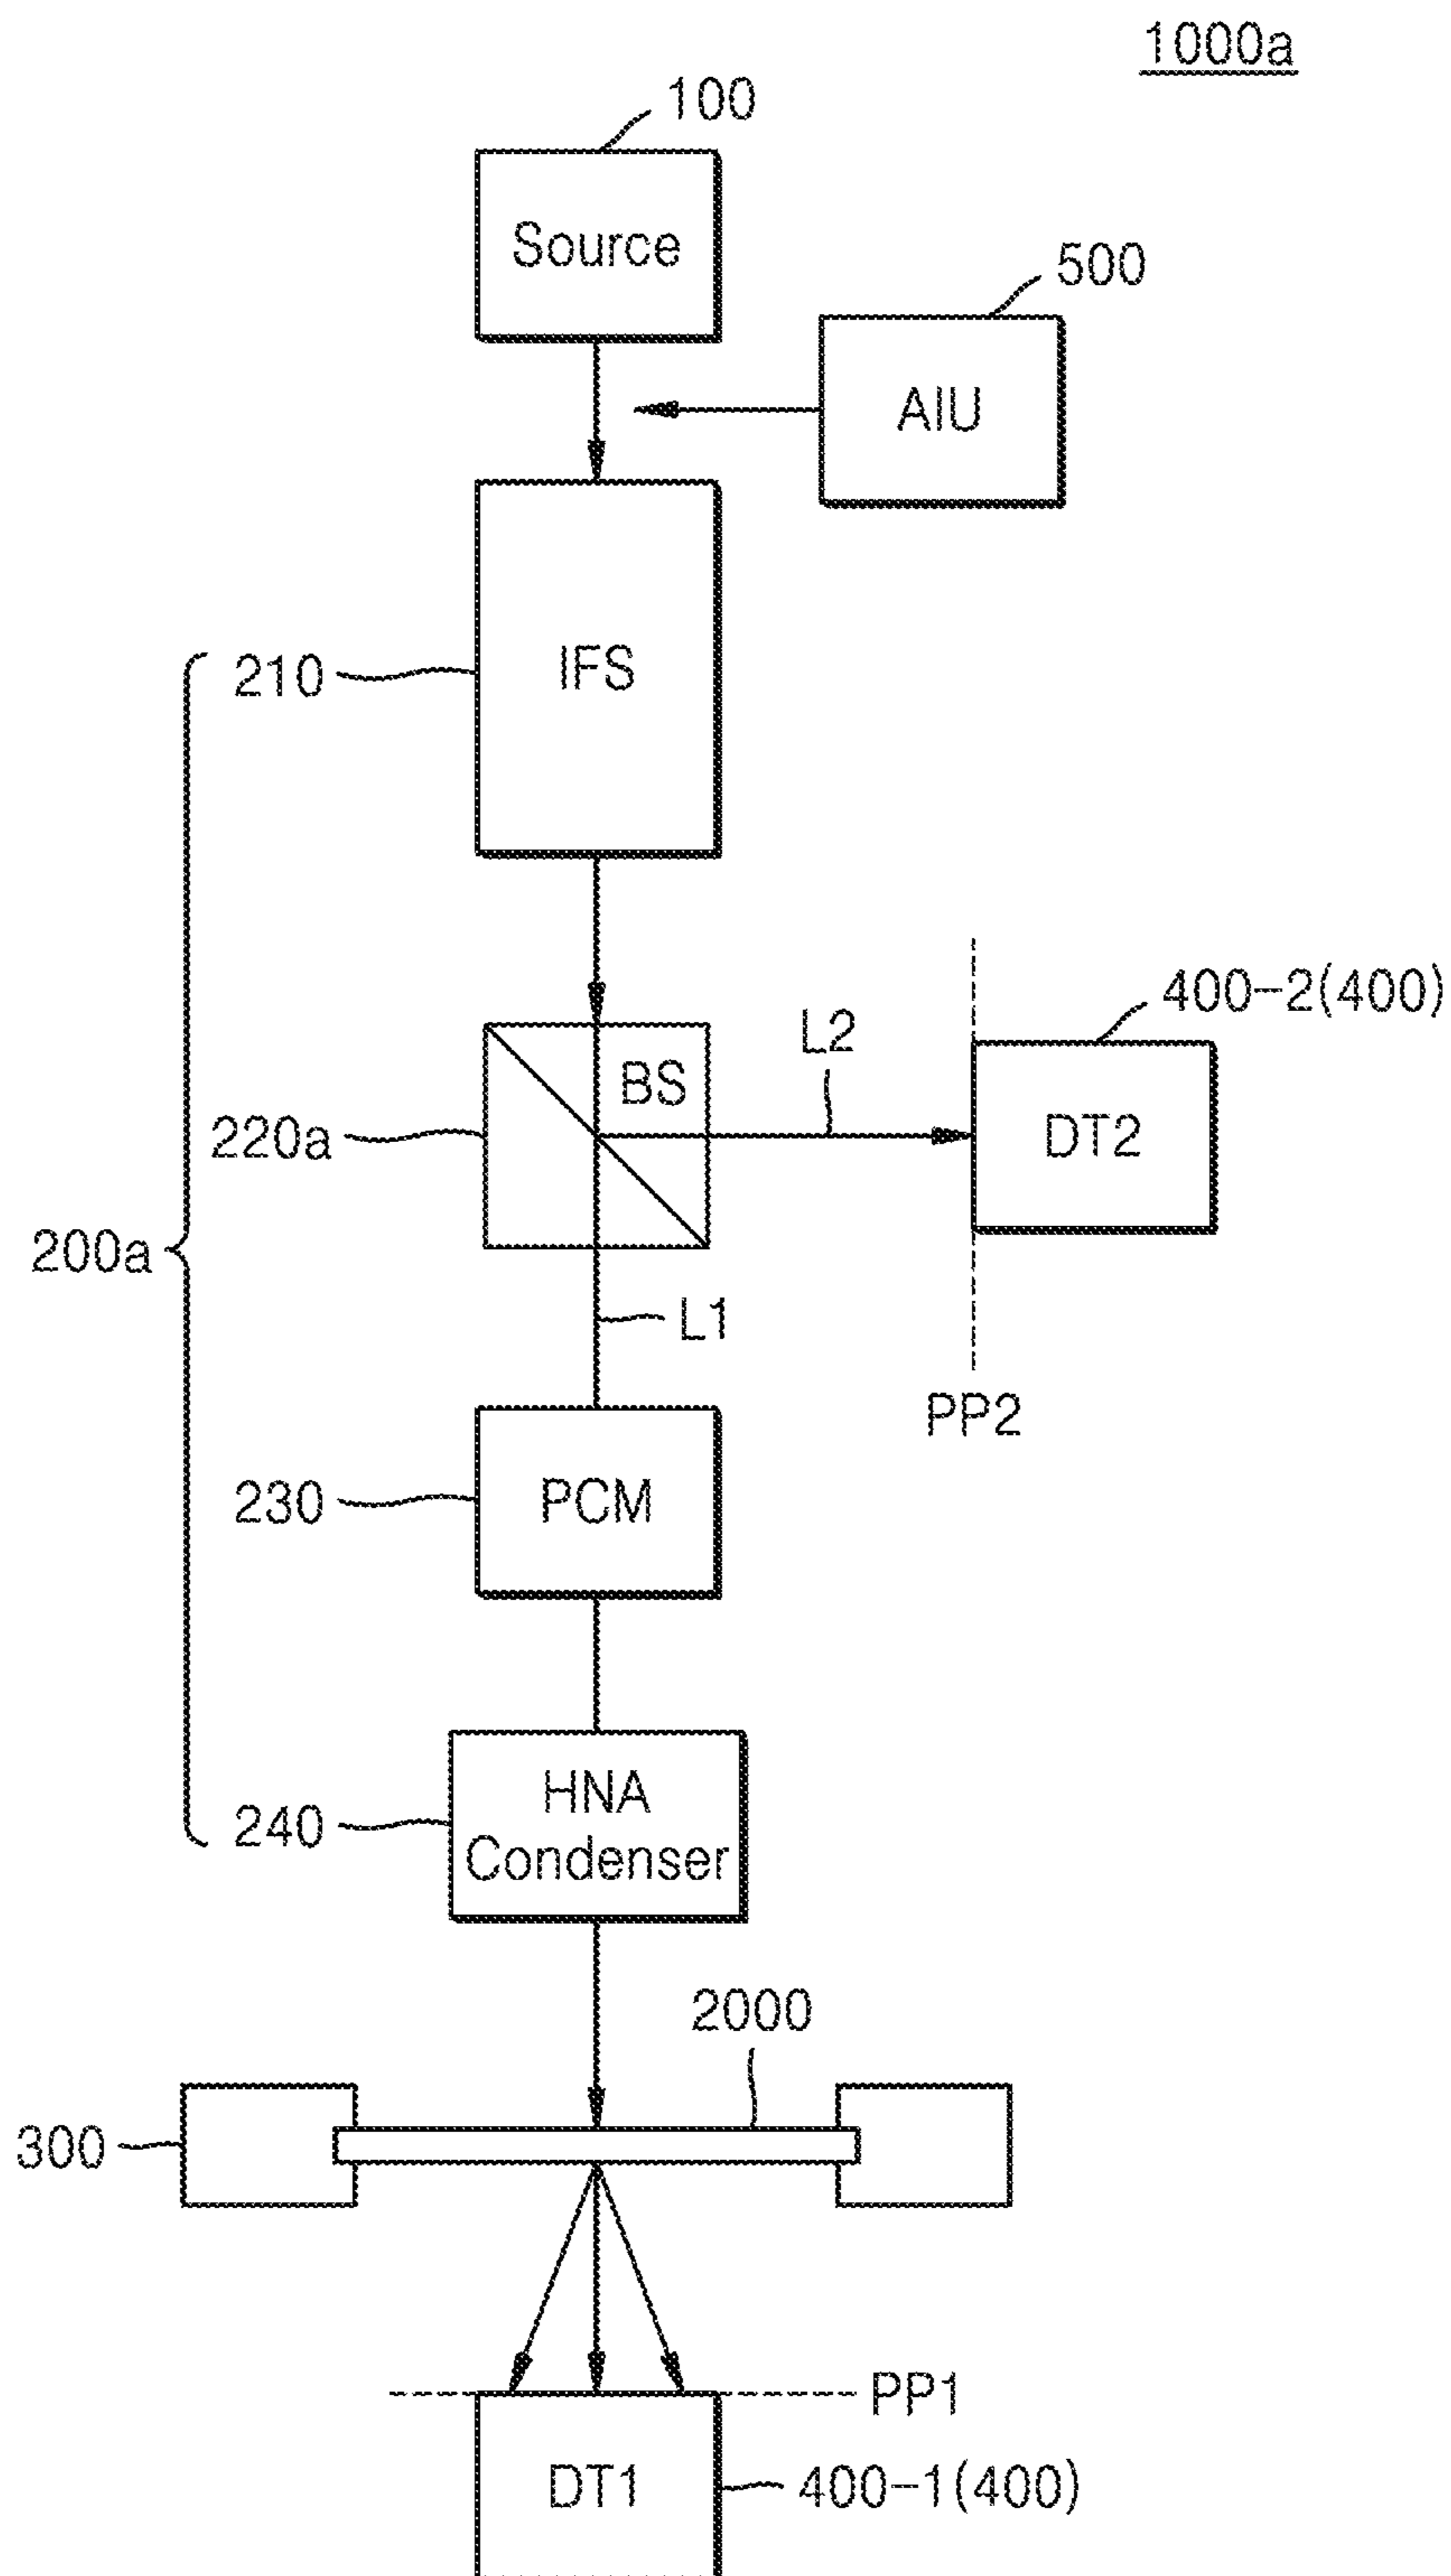 1000a
100
Source
500
AIU
210
IFS
400-2(400)
L2
BS
220a
DT2
200a
L1
PP2
230
PCM
HNA
240
Condenser
2000
300
PP1
DT1
400-1(400)